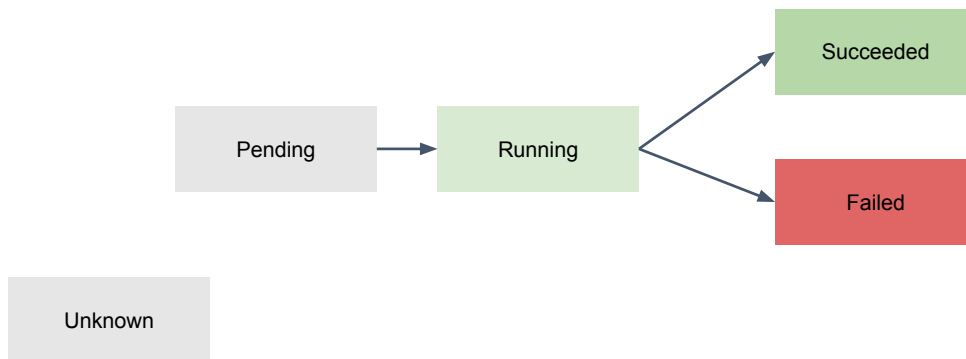 Succeeded
Pending
Running
Failed
Unknown